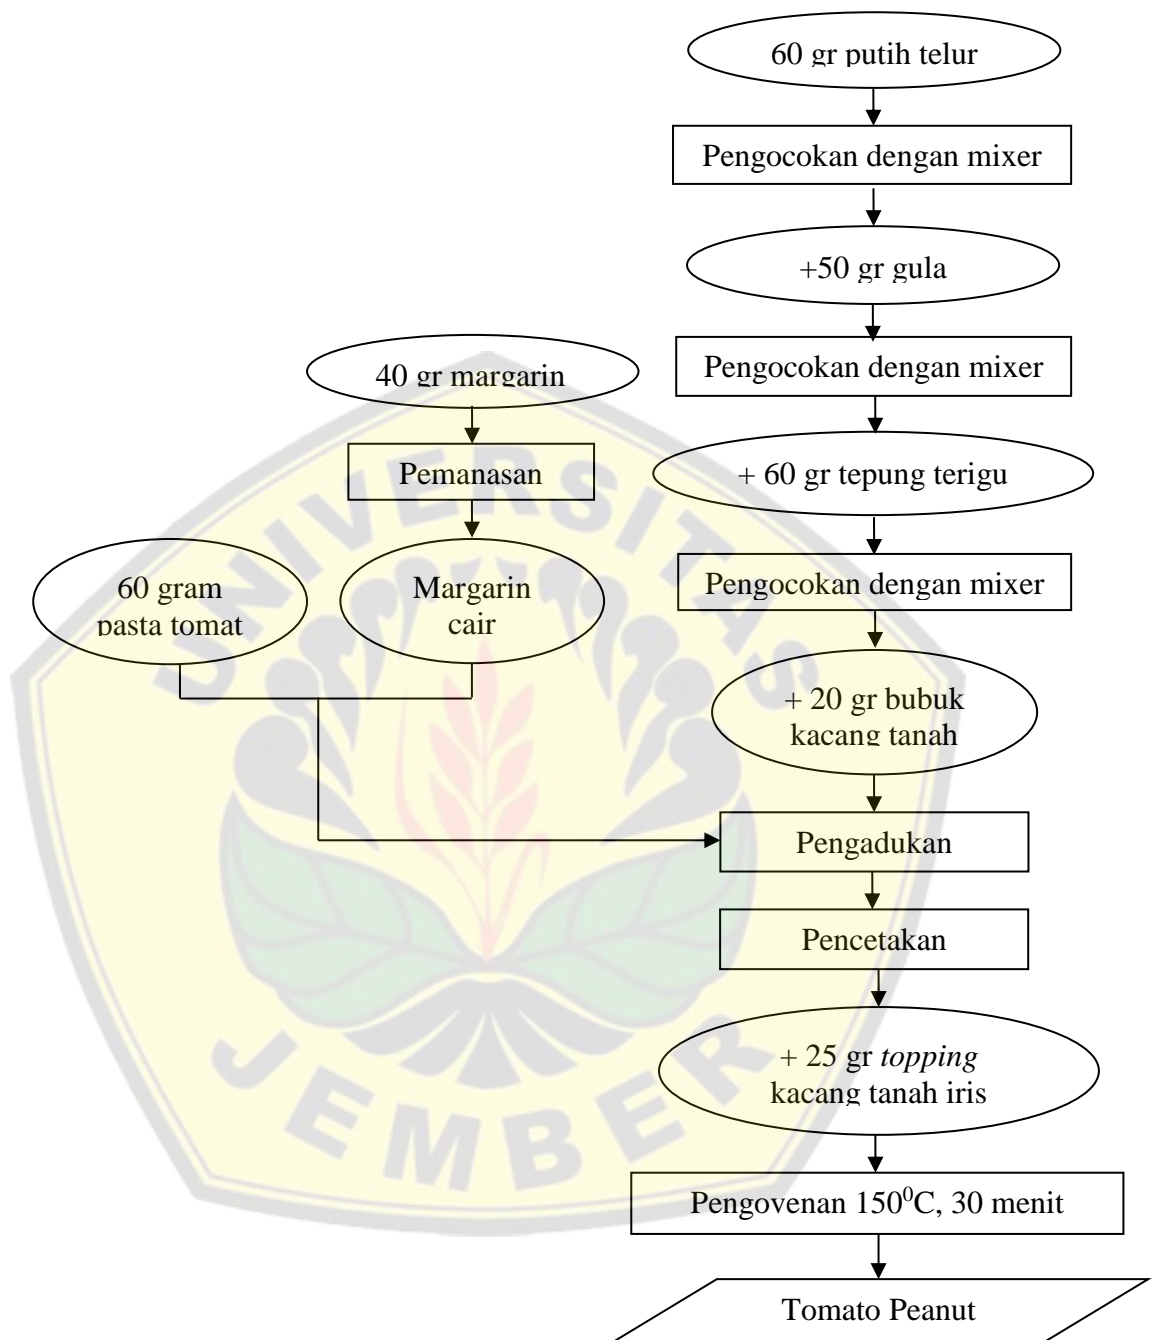 60 gr putih telur
Pengocokan dengan mixer
+50 gr gula
Pengocokan dengan mixer
+ 60 gr tepung terigu
Pengocokan dengan mixer
+ 20 gr bubuk
kacang tanah
40 gr margarin
Pemanasan
Margarin
cair
60 gram
pasta tomat
Pengadukan
Pencetakan
+ 25 gr topping
kacang tanah iris
Pengovenan 150⁰C, 30 menit
Tomato Peanut
UNIVERSITAS
JEMBER